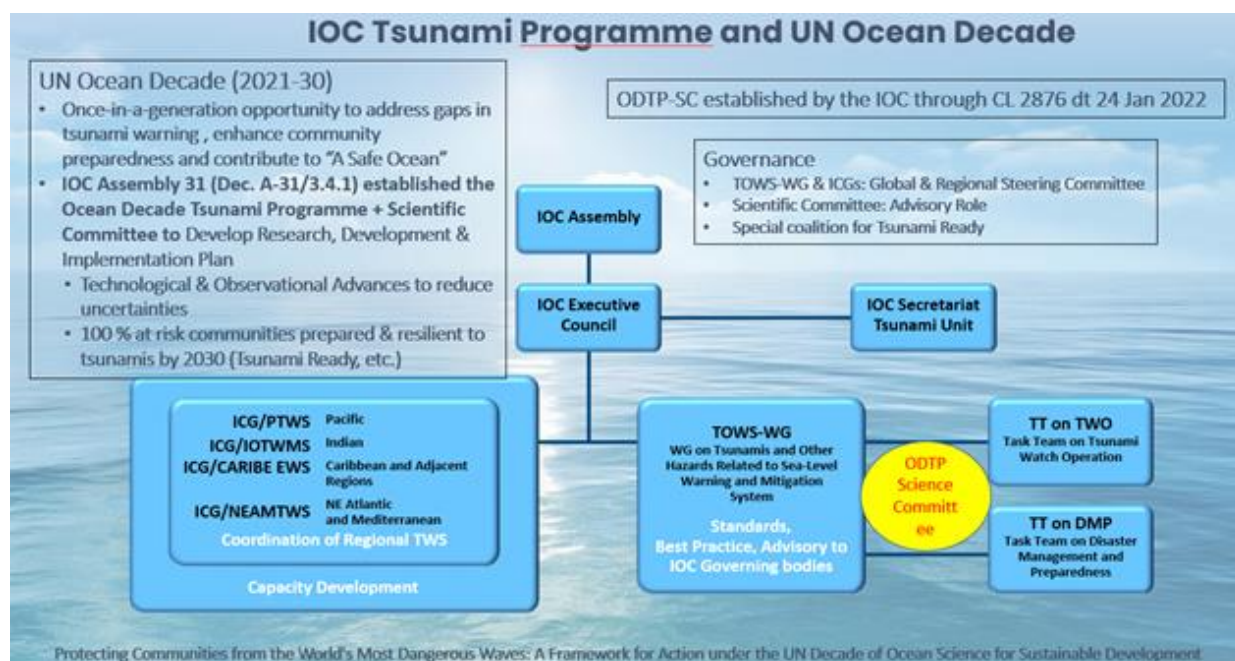 IOC Tsunami Programme and UN Ocean Decade
UN Ocean Decade (2021-30)
• Once-in-a-generation opportunity to address gaps in
tsunami warning , enhance community
preparedness and contribute to "A Safe Ocean"
• IOC Assembly 31 (Dec. A-31/3.4.1) established the
Ocean Decade Tsunami Programme + Scientific
Committee to Develop Research, Development &
Implementation Plan
• Technological & Observational Advances to reduce
uncertainties
• 100 % at risk communities prepared & resilient to
tsunamis by 2030 (Tsunami Ready, etc.)
ODTP-SC established by the IOC through CL 2876 dt 24 Jan 2022
Governance
• TOWS-WG & ICGs: Global & Regional Steering Committee
• Scientific Committee: Advisory Role
• Special coalition for Tsunami Ready
IOC Assembly
IOC Executive
Council
IOC Secretariat
Tsunami Unit
ICG/PTWS Pacific
ICG/IOTWMS Indian
ICG/CARIBE EWS Caribbean and Adjacent
Regions
ICG/NEAMTWS NE Atlantic
and Mediterranean
Coordination of Regional TWS
Capacity Development
TOWS-WG
WG on Tsunamis and Other
Hazards Related to Sea-Level
Warning and Mitigation
System
Standards,
Best Practice, Advisory to
IOC Governing bodies
ODTP
Science
Committ
ee
TT on TWO
Task Team on Tsunami
Watch Operation
TT on DMP
Task Team on Disaster
Management and
Preparedness
Protecting Communities from the World's Most Dangerous Waves: A Framework for Action under the UN Decade of Ocean Science for Sustainable Development